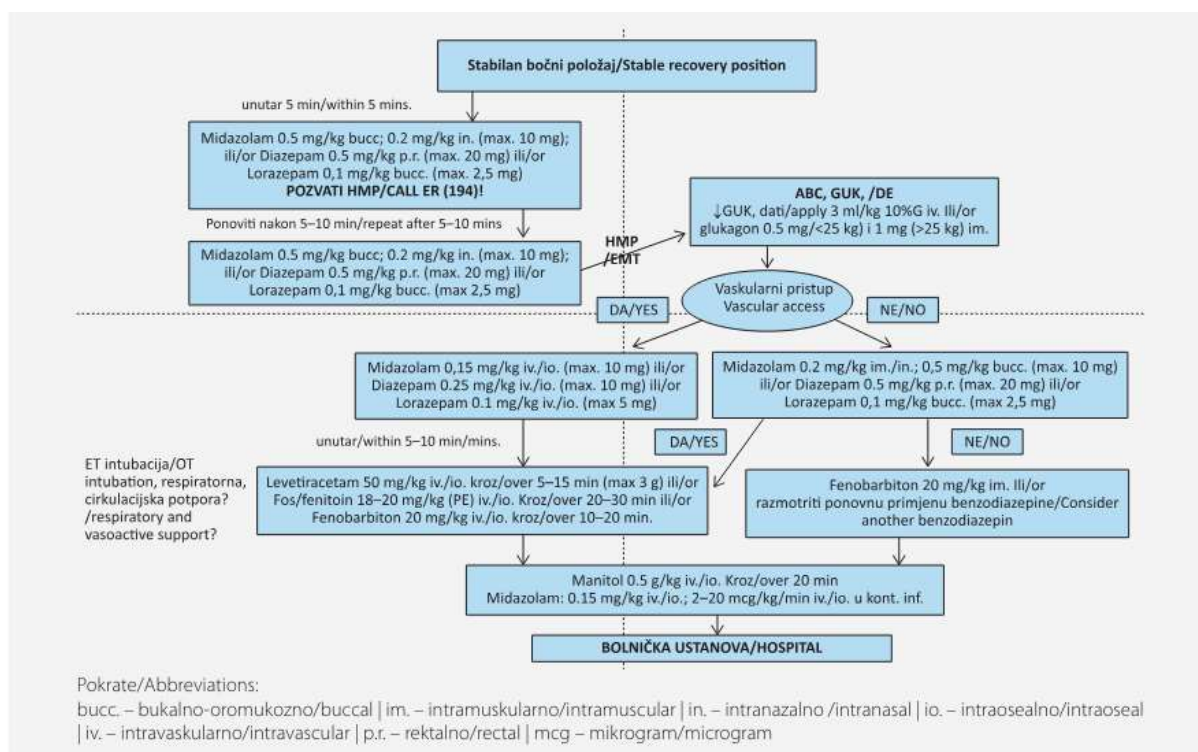 Stabilan bočni položaj/Stable recovery position
unutar 5 min/within 5 mins.
Midazolam 0.5 mg/kg bucc; 0.2 mg/kg in. (max. 10 mg);
ili/or Diazepam 0.5 mg/kg p.r. (max. 20 mg) ili/or
Lorazepam 0,1 mg/kg bucc. (max. 2,5 mg)
POZVATI HMP/CALL ER (194)!
Ponoviti nakon 5–10 min/repeat after 5–10 mins
Midazolam 0.5 mg/kg bucc; 0.2 mg/kg in. (max. 10 mg);
ili/or Diazepam 0.5 mg/kg p.r. (max. 20 mg) ili/or
Lorazepam 0,1 mg/kg bucc. (max 2,5 mg)
HMP
/EMT
ABC, GUK, /DE
↓GUK, dati/apply 3 ml/kg 10%G iv. Ili/or
glukagon 0.5 mg/<25 kg) i 1 mg (>25 kg) im.
Vaskularni pristup
Vascular access
DA/YES
NE/NO
Midazolam 0,15 mg/kg iv./io. (max. 10 mg) ili/or
Diazepam 0.25 mg/kg iv./io. (max. 10 mg) ili/or
Lorazepam 0.1 mg/kg iv./io. (max 5 mg)
Midazolam 0.2 mg/kg im./in.; 0,5 mg/kg bucc. (max. 10 mg)
ili/or Diazepam 0.5 mg/kg p.r. (max. 20 mg) ili/or
Lorazepam 0,1 mg/kg bucc. (max 2,5 mg)
unutar/within 5–10 min/mins.
DA/YES
NE/NO
ET intubacija/OT
intubation, respiratorna,
cirkulacijska potpora?
/respiratory and
vasoactive support?
Levetiracetam 50 mg/kg iv./io. kroz/over 5–15 min (max 3 g) ili/or
Fos/fenitoin 18–20 mg/kg (PE) iv./io. Kroz/over 20–30 min ili/or
Fenobarbiton 20 mg/kg iv./io. kroz/over 10–20 min.
Fenobarbiton 20 mg/kg im. Ili/or
razmotriti ponovnu primjenu benzodiazepine/Consider
another benzodiazepin
Manitol 0.5 g/kg iv./io. Kroz/over 20 min
Midazolam: 0.15 mg/kg iv./io.; 2–20 mcg/kg/min iv./io. u kont. inf.
BOLNIČKA USTANOVA/HOSPITAL
Pokrate/Abbreviations:
bucc. – bukalno-oromukozno/buccal | im. – intramuskularno/intramuscular | in. – intranazalno /intranasal | io. – intraosealno/intraoseal
| iv. – intravaskularno/intravascular | p.r. – rektalno/rectal | mcg – mikrogram/microgram